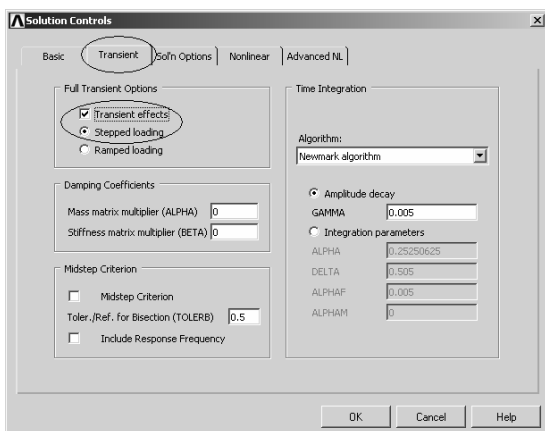 Solution Controls
Basic
Transient
Sol'n Options
Nonlinear
Advanced NL
Full Transient Options
Transient effects
Stepped loading
Ramped loading
Damping Coefficients
Mass matrix multiplier (ALPHA) 0
Stiffness matrix multiplier (BETA) 0
Midstep Criterion
Midstep Criterion
Toler./Ref. for Bisection (TOLERB) 0.5
Include Response Frequency
Time Integration
Algorithm:
Newmark algorithm
Amplitude decay
GAMMA 0.005
Integration parameters
ALPHA 0.25250625
DELTA 0.505
ALPHAF 0.005
ALPHAM 0
OK
Cancel
Help